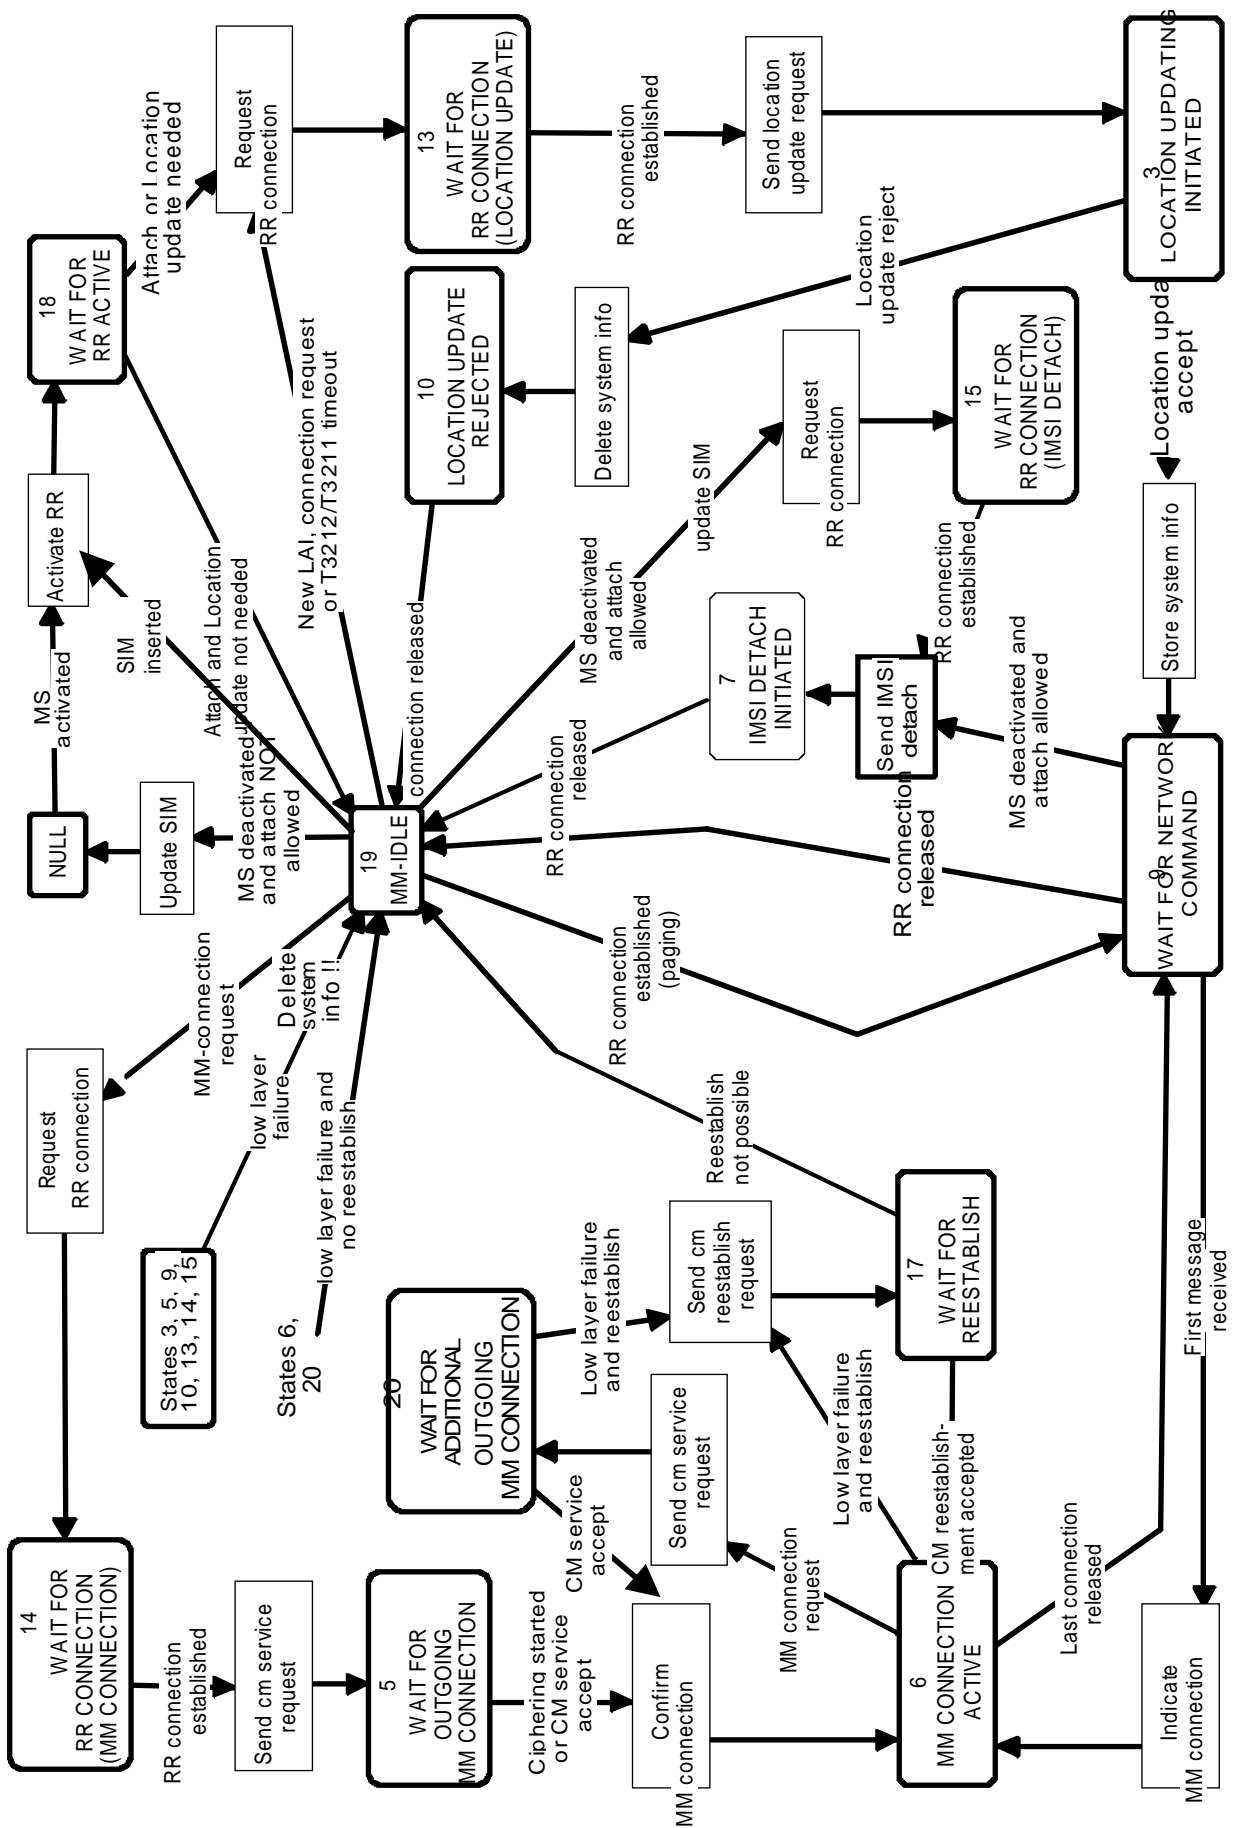 14
WAIT FOR
RR CONNECTION
(MM CONNECTION)
Request
RR connection
MM-connection
request
NULL
Update SIM
MS
activated
SIM
inserted
Activate RR
18
WAIT FOR
RR ACTIVE
Attach or Location
update needed
Request
RR connection
RR connection
established
Send cm service
request
States 3, 5, 9,
10, 13, 14, 15
low layer
failure
Delete
system
info !!
States 6,
20
low layer failure and
no reestablish
MS deactivated
and attach NOT
allowed
Attach and Location
update not needed
New LAI, connection request
or T3212/T3211 timeout
19
MM-IDLE
5
WAIT FOR
OUTGOING
MM CONNECTION
20
WAIT FOR
ADDITIONAL
OUTGOING
MM CONNECTION
connection released
10
LOCATION UPDATE
REJECTED
13
WAIT FOR
RR CONNECTION
(LOCATION UPDATE)
Ciphering started
or CM service
accept
CM service
accept
Low layer failure
and reestablish
RR connection
released
RR connection
established
(paging)
MS deactivated
and attach
allowed
Delete system info
RR connection
established
Confirm
MM connection
Send cm service
request
Send cm
reestablish
request
Reestablish
not possible
7
IMSI DETACH
INITIATED
update SIM
Request
RR connection
Send location
update request
MM connection
request
Low layer failure
and reestablish
RR connection
released
Send IMSI
detach
Location
update reject
6
MM CONNECTION
ACTIVE
CM reestablish-
ment accepted
17
WAIT FOR
REESTABLISH
MS deactivated and
attach allowed
RR connection
established
15
WAIT FOR
RR CONNECTION
(IMSI DETACH)
Last connection
released
Indicate
MM connection
First message
received
9
WAIT FOR NETWORK
COMMAND
Store system info
Location upda
accept
3
LOCATION UPDATING
INITIATED